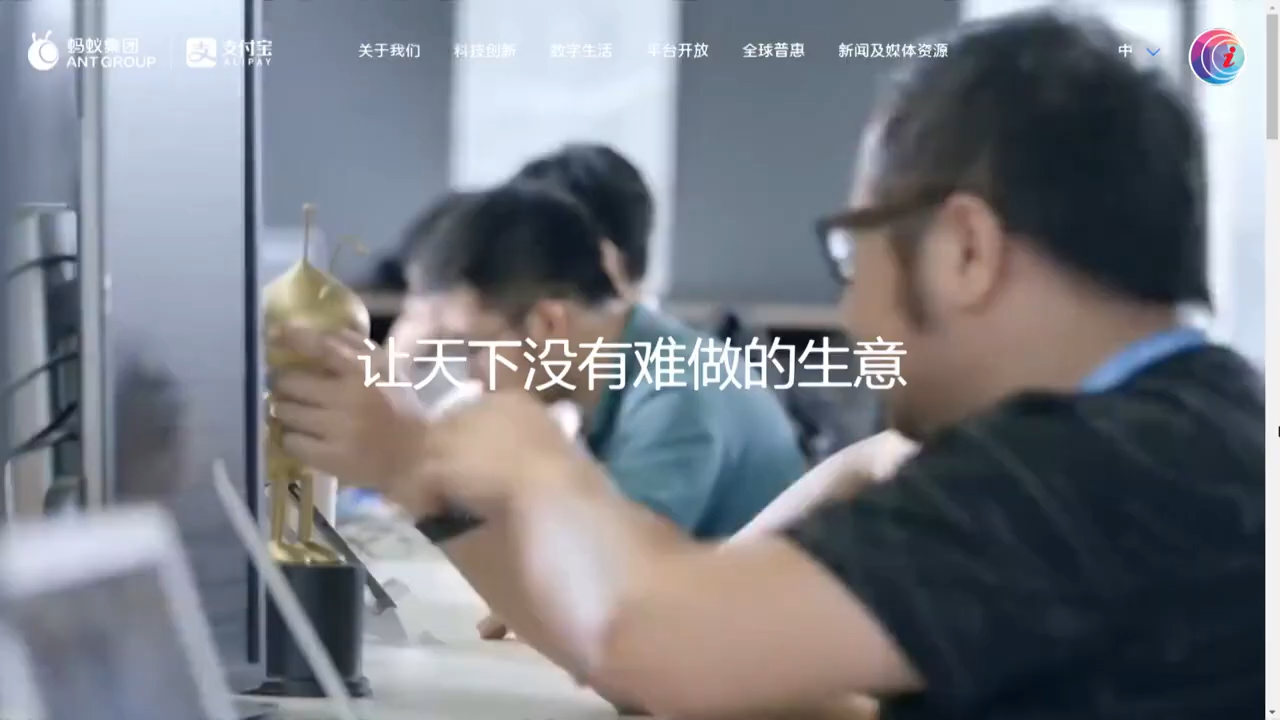 蚂蚁集团
ANT GROUP
支付宝
ALIPAY
关于我们 科技创新 数字生活 平台开放 全球普惠 新闻及媒体资源
中
i
让天下没有难做的生意